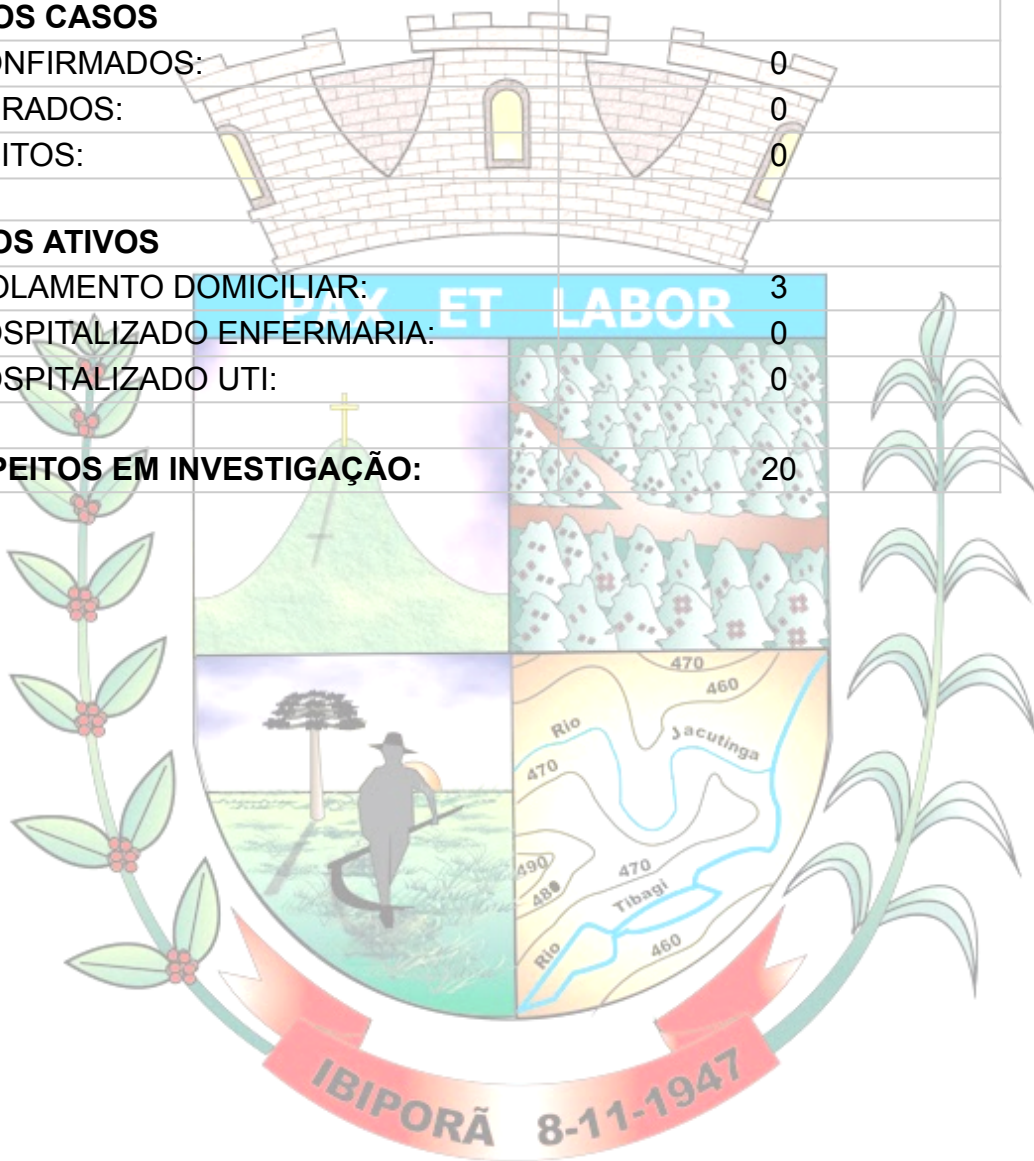 OS CASOS
ONFIRMADOS: 0
RADOS: 0
ITOS: 0
OS ATIVOS
OLAMENTO DOMICILIAR: 3
PAX ET LABOR
OSPITALIZADO ENFERMARIA: 0
OSPITALIZADO UTI: 0
PEITOS EM INVESTIGAÇÃO: 20
470
460
Rio Jacutinga
470
490
480
470
Rio Tibagi
460
IBIPORÃ 8-11-1947